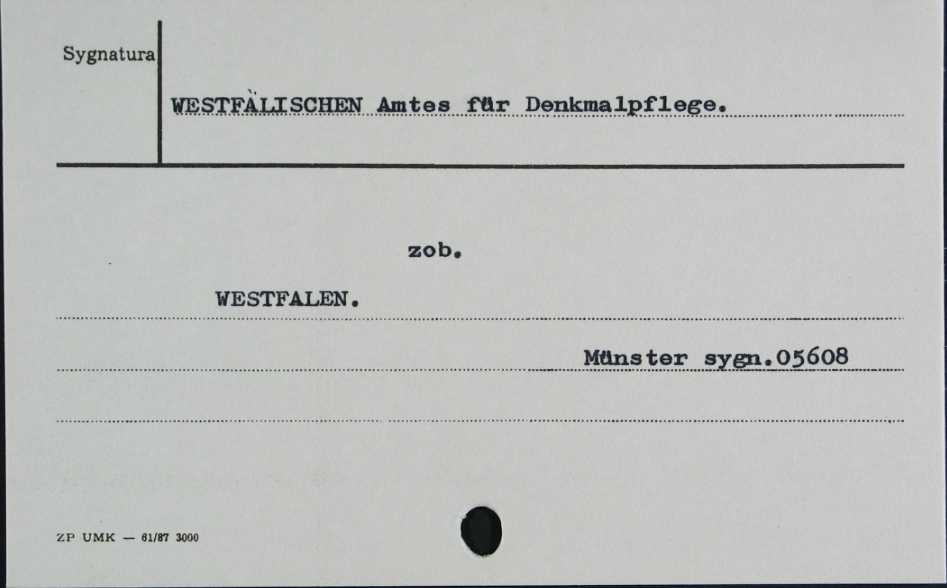 Sygnatura
WESTFÄLISCHEN Amtes für Denkmalpflege.
zob.
WESTFALEN.
Münster sygn.05608
ZP UMK — 61/87 3000